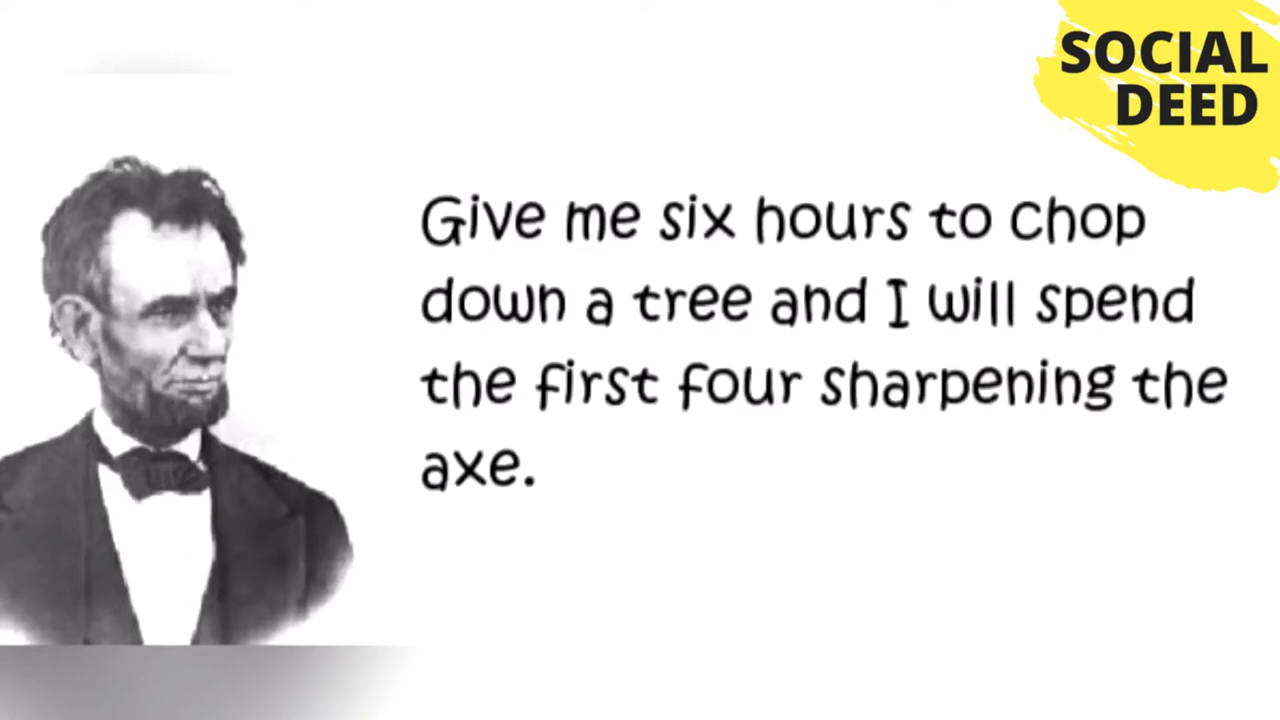 SOCIAL
DEED
Give me six hours to chop
down a tree and I will spend
the first four sharpening the
axe.